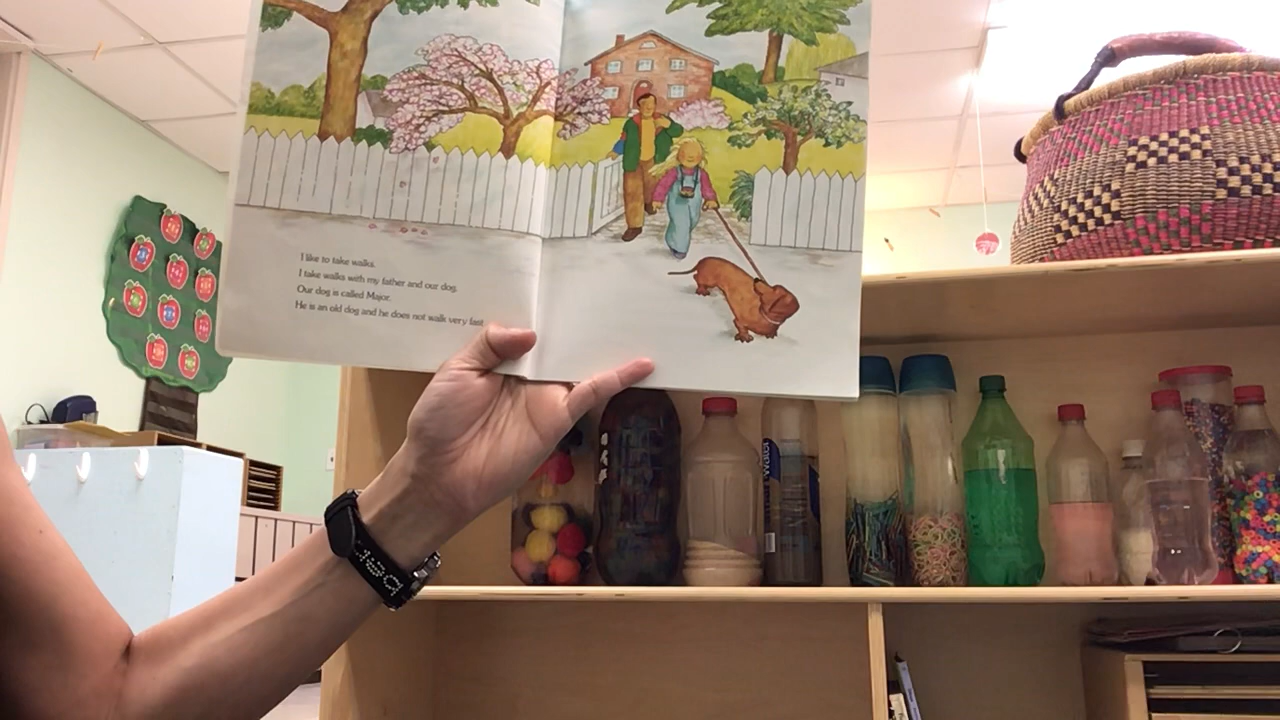 I like to take walks.
I take walks with my father and our dog.
Our dog is called Major.
He is an old dog and he does not walk very fast.